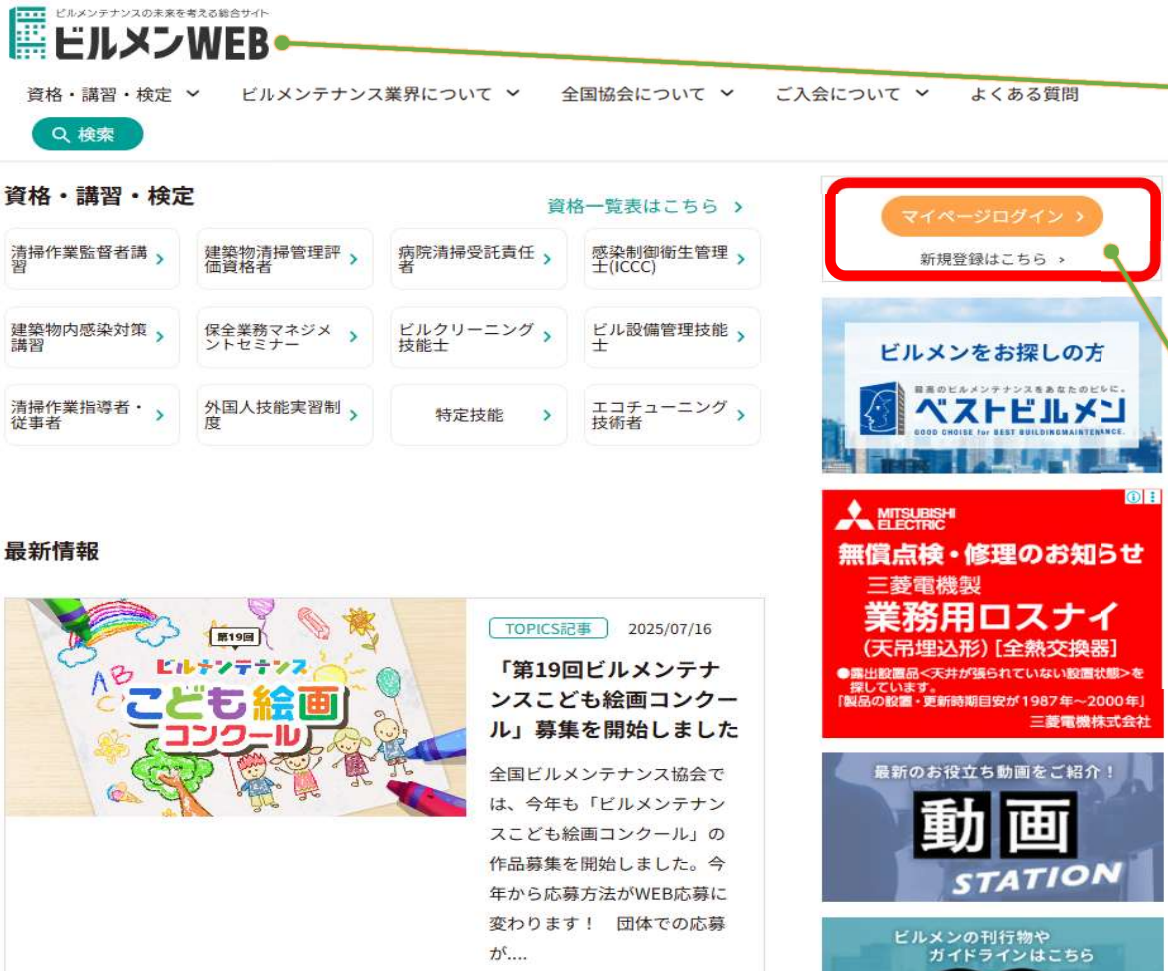 ビルメンテナンスの未来を考える総合サイト
ビルメンWEB
資格・講習・検定
ビルメンテナンス業界について
全国協会について
ご入会について
よくある質問
検索
資格・講習・検定
資格一覧表はこちら
清掃作業監督者講
習
建築物清掃管理評
価資格者
病院清掃受託責任
者
感染制御衛生管理
士(ICCC)
建築物内感染対策
講習
保全業務マネジメ
ントセミナー
ビルクリーニング
技能士
ビル設備管理技能
士
清掃作業指導者・
従事者
外国人技能実習制
度
特定技能
エコチューニング
技術者
マイページログイン
新規登録はこちら
ビルメンをお探しの方
最高のビルメンテナンスをあなたのビルに。
ベストビルメン
GOOD CHOISE for BEST BUILDINGMAINTENANCE.
MITSUBISHI
ELECTRIC
無償点検・修理のお知らせ
三菱電機製
業務用ロスナイ
(天吊埋込形)[全熱交換器]
●露出設置品<天井が張られていない設置状態>を
探しています。
「製品の設置・更新時期目安が1987年~2000年」
三菱電機株式会社
最新のお役立ち動画をご紹介!
動画
STATION
ビルメンの刊行物や
ガイドラインはこちら
最新情報
第19回
ビルメンテナンス
こども絵画
コンクール
A B C
TOPICS記事
2025/07/16
「第19回ビルメンテナ
ンスこども絵画コンクー
ル」募集を開始しました
全国ビルメンテナンス協会で
は、今年も「ビルメンテナン
スこども絵画コンクール」の
作品募集を開始しました。今
年から応募方法がWEB応募に
変わります! 団体での応募
が....